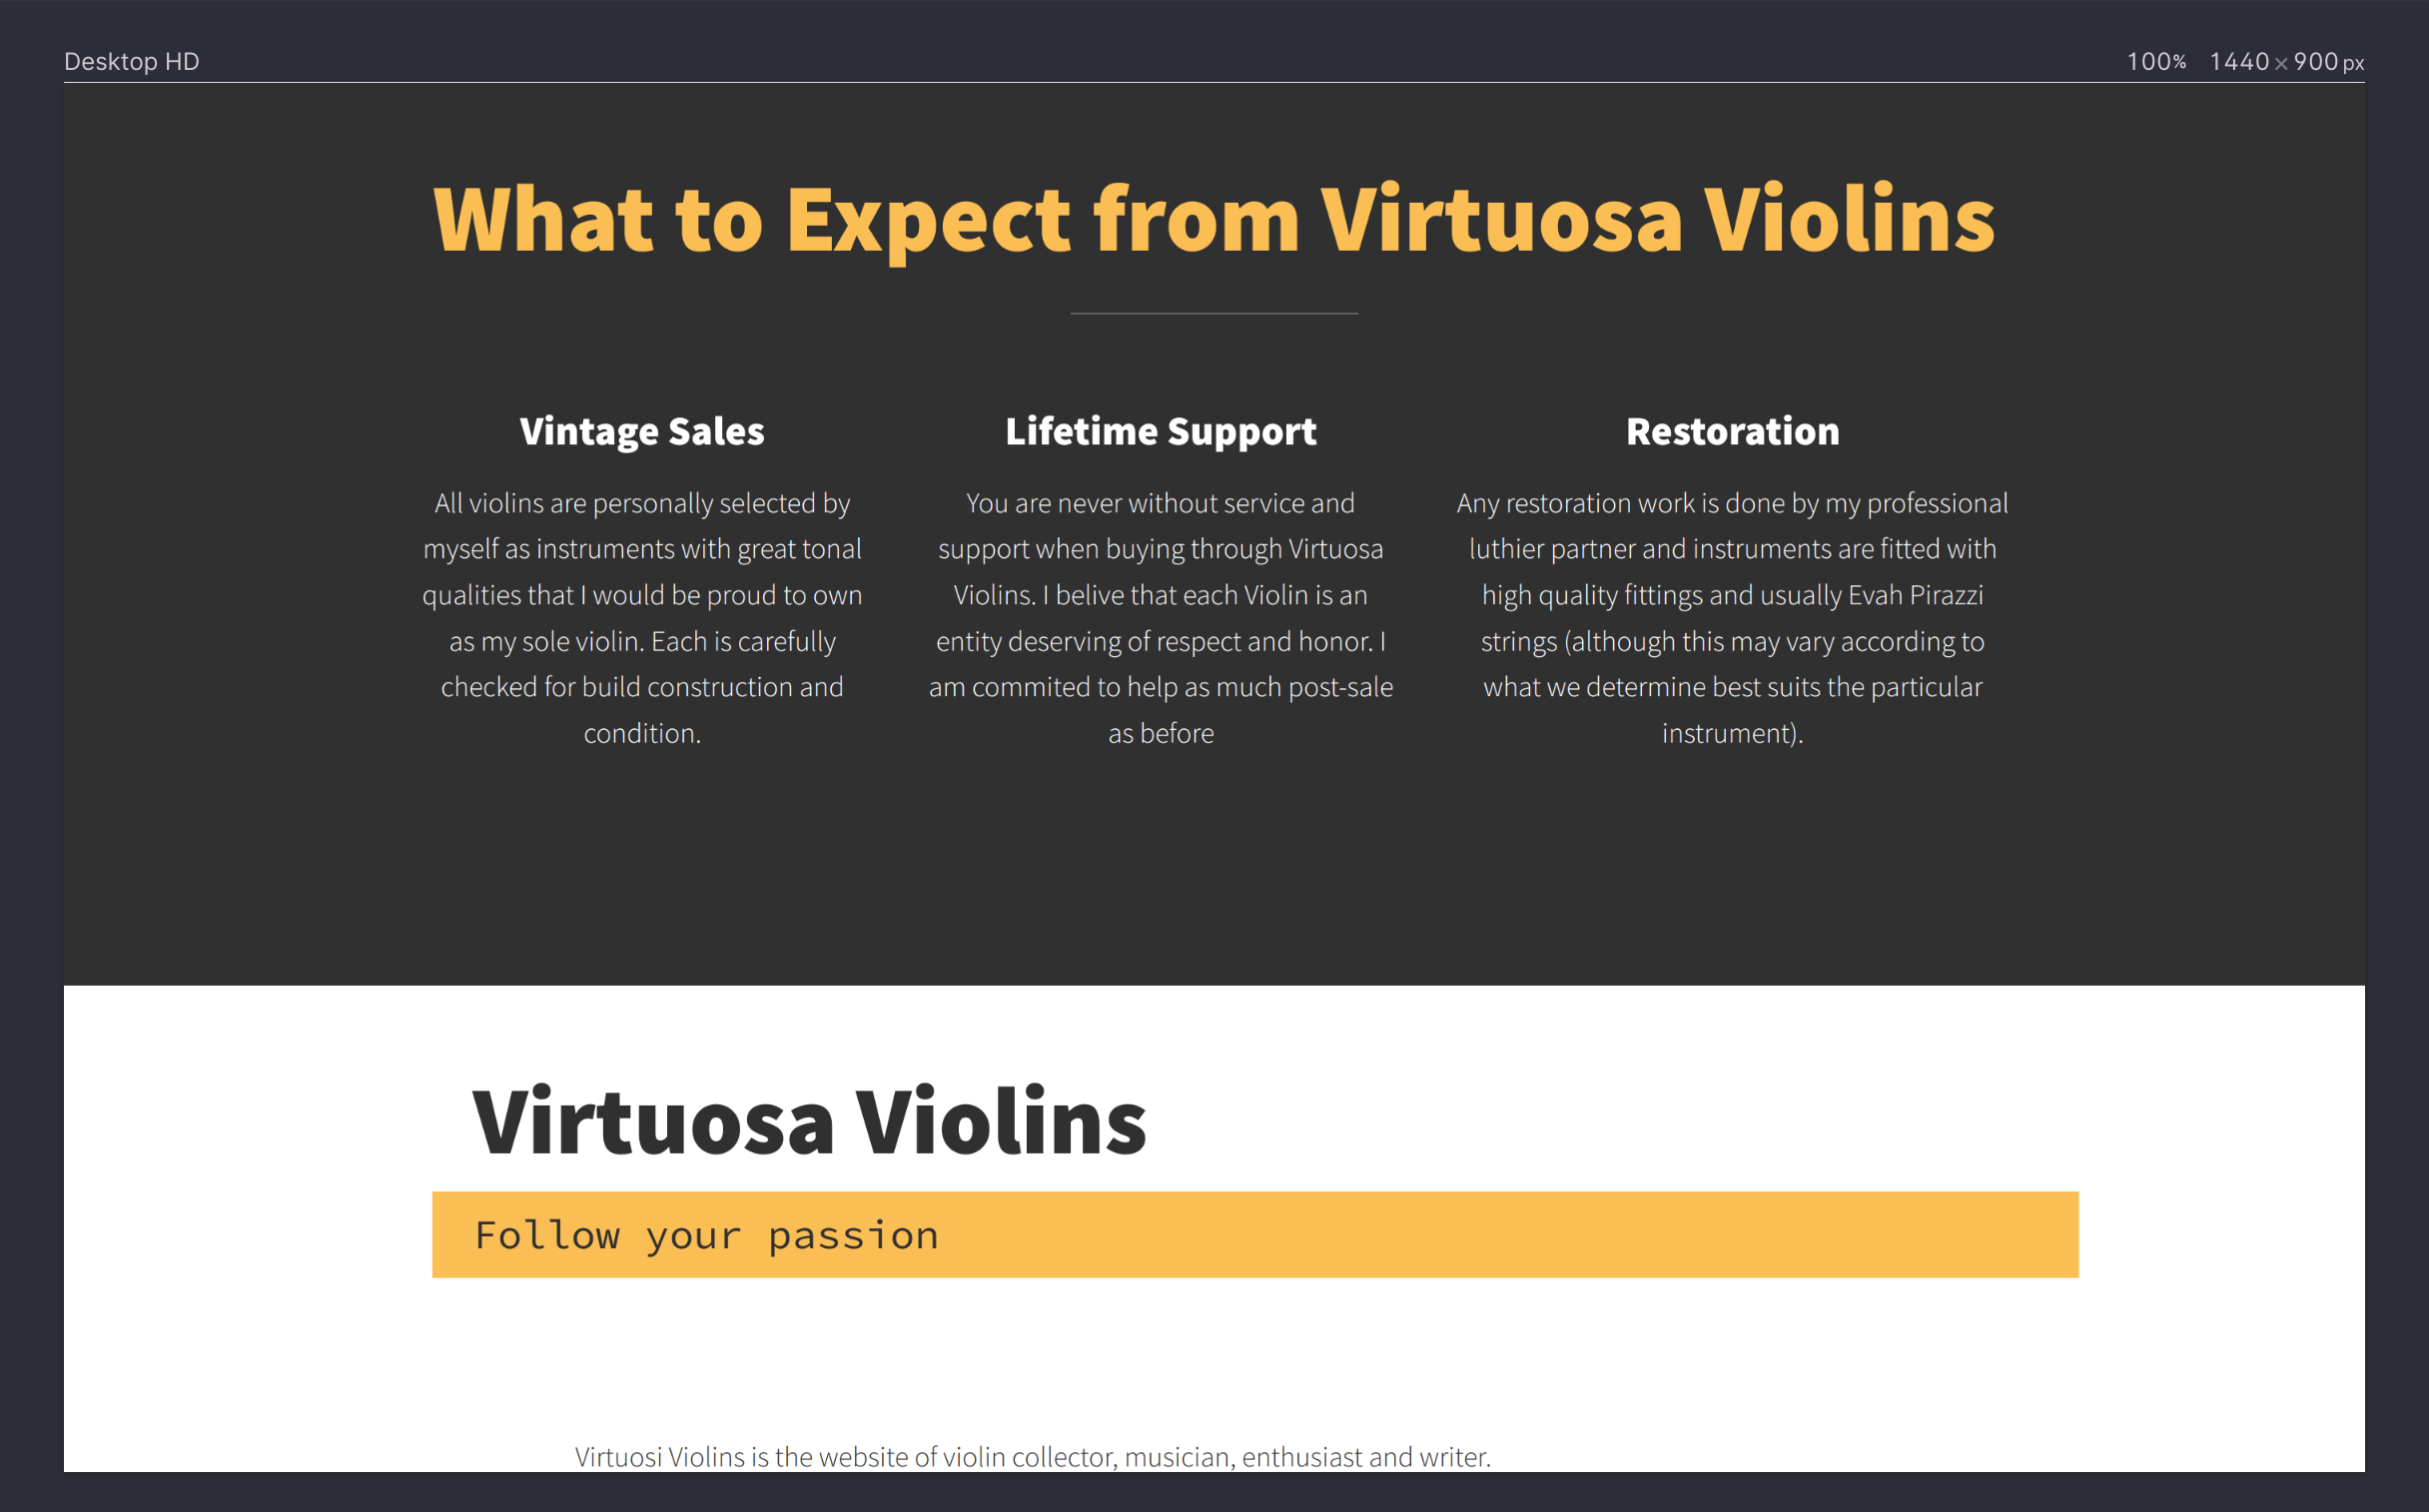 Desktop HD
100% 1440×900px
What to Expect from Virtuosa Violins
Vintage Sales
All violins are personally selected by
myself as instruments with great tonal
qualities that I would be proud to own
as my sole violin. Each is carefully
checked for build construction and
condition.
Lifetime Support
You are never without service and
support when buying through Virtuosa
Violins. I belive that each Violin is an
entity deserving of respect and honor. I
am commited to help as much post-sale
as before
Restoration
Any restoration work is done by my professional
luthier partner and instruments are fitted with
high quality fittings and usually Evah Pirazzi
strings (although this may vary according to
what we determine best suits the particular
instrument).
Virtuosa Violins
Follow your passion
Virtuosi Violins is the website of violin collector, musician, enthusiast and writer.